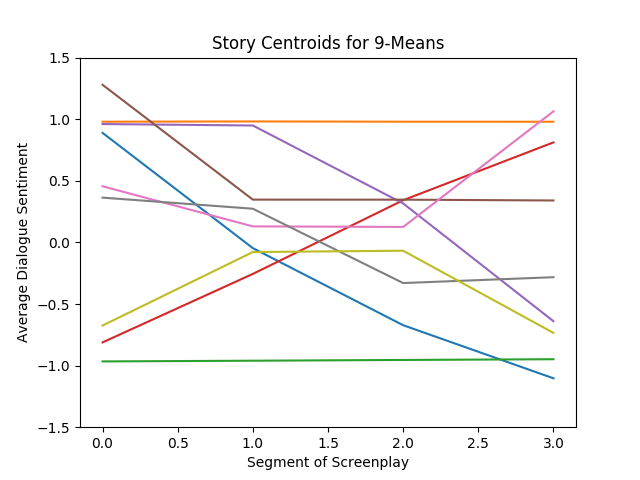 Story Centroids for 9-Means
1.5
1.0
0.5
0.0
−0.5
−1.0
−1.5
Average Dialogue Sentiment
0.0 0.5 1.0 1.5 2.0 2.5 3.0
Segment of Screenplay